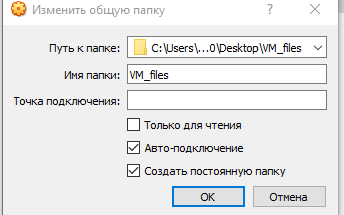 Изменить общую папку
Путь к папке: C:\Users\...0\Desktop\VM_files
Имя папки: VM_files
Точка подключения:
Только для чтения
Авто-подключение
Создать постоянную папку
OK Отмена